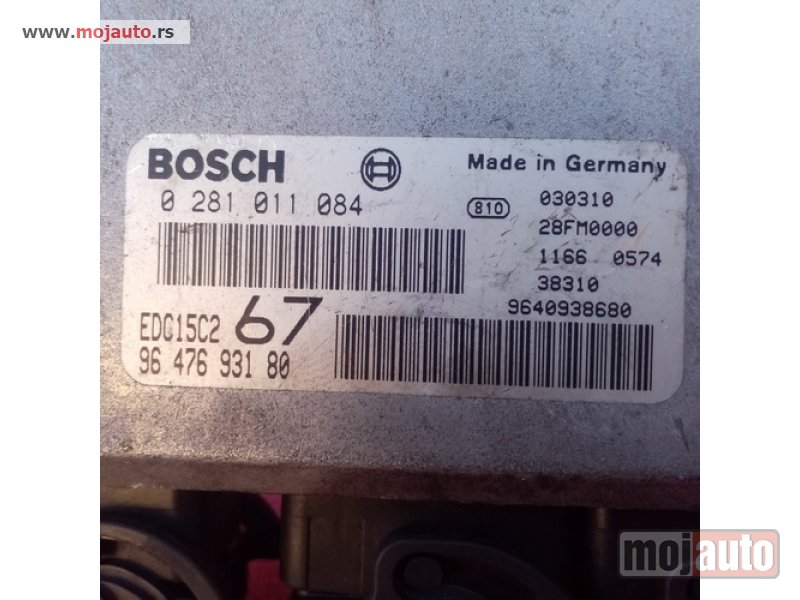 www.mojauto.rs
BOSCH
Made in Germany
0 281 011 084
810
030310
28FM0000
1166 0574
38310
9640938680
EDC15C2 67
96 476 931 80
mojauto